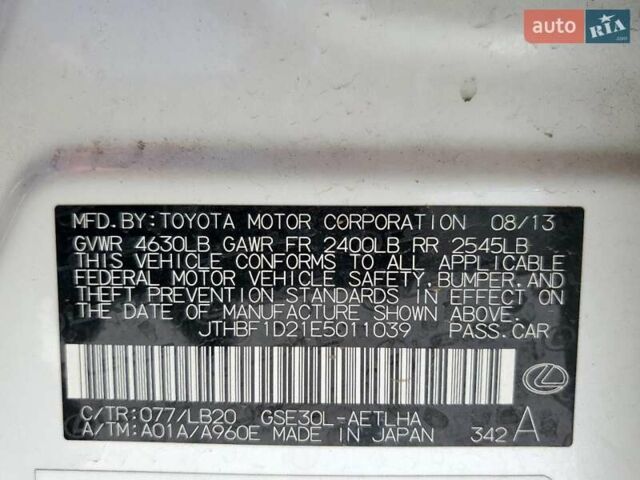 auto RIA.com
MFD.BY:TOYOTA MOTOR CORPORATION 08/13
GVWR 4630LB GAWR FR 2400LB RR 2545LB
THIS VEHICLE CONFORMS TO ALL APPLICABLE
FEDERAL MOTOR VEHICLE SAFETY,BUMPER,AND
THEFT PREVENTION STANDARDS IN EFFECT ON
THE DATE OF MANUFACTURE SHOWN ABOVE.
JTHBF1D21E5011039 PASS.CAR
C/TR:077/LB20 GSE30L-AETLHA
A/TM:A01A/A960E MADE IN JAPAN 342 A